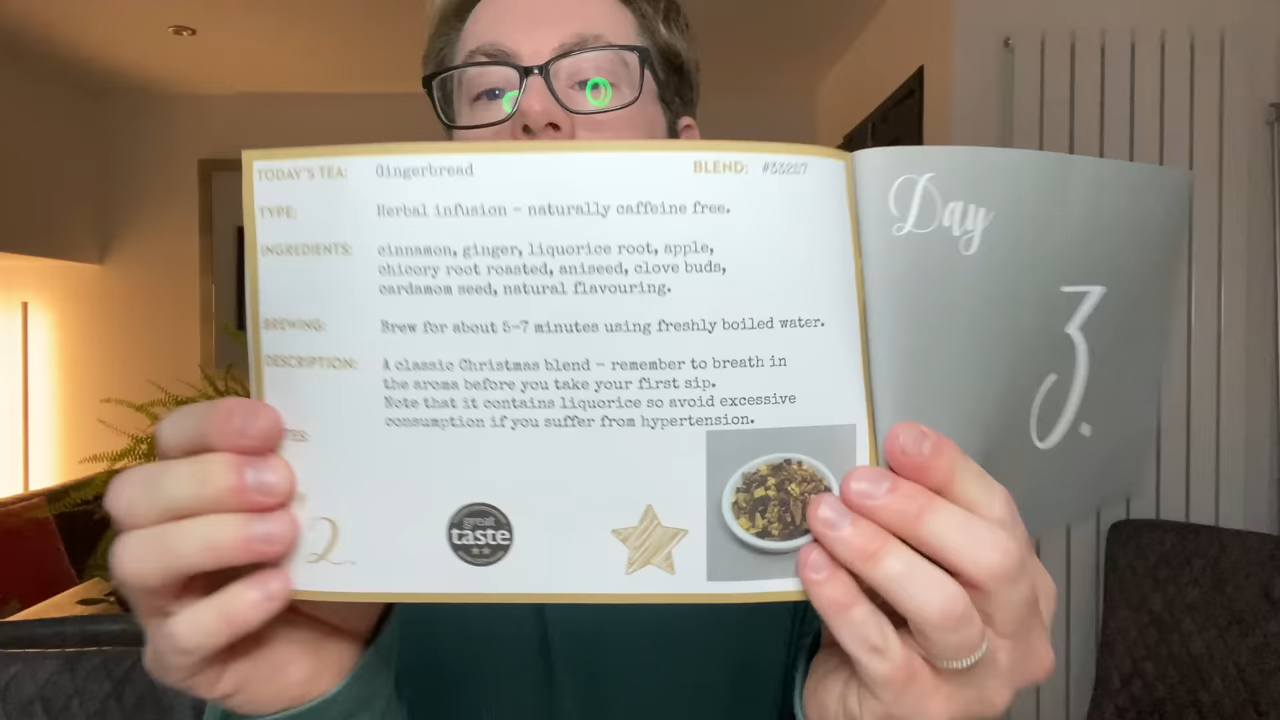 TODAY'S TEA: Gingerbread BLEND: #33287
TYPE: Herbal infusion - naturally caffeine free.
INGREDIENTS: cinnamon, ginger, liquorice root, apple,
chicory root roasted, aniseed, clove buds,
cardamom seed, natural flavouring.
BREWING: Brew for about 5-7 minutes using freshly boiled water.
DESCRIPTION: A classic Christmas blend - remember to breath in
the aroma before you take your first sip.
Note that it contains liquorice so avoid excessive
consumption if you suffer from hypertension.
2.
great
taste
Day
3.